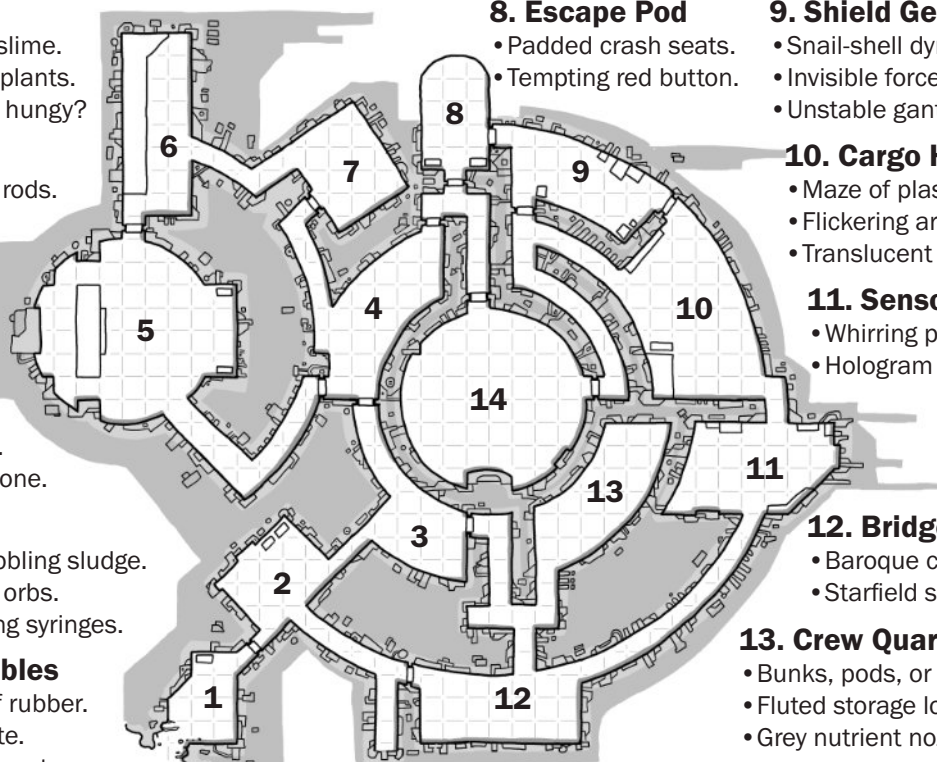 slime.
plants.
hungy?
rods.
.
one.
bbling sludge.
orbs.
ng syringes.
bles
f rubber.
te.
8. Escape Pod
• Padded crash seats.
• Tempting red button.
9. Shield Ge
• Snail-shell dy
• Invisible force
• Unstable gan
10. Cargo H
• Maze of plas
• Flickering ar
• Translucent
11. Senso
• Whirring p
• Hologram
12. Bridg
• Baroque c
• Starfield s
13. Crew Quar
• Bunks, pods, or
• Fluted storage lo
• Grey nutrient no
1
2
3
4
5
6
7
8
9
10
11
12
13
14